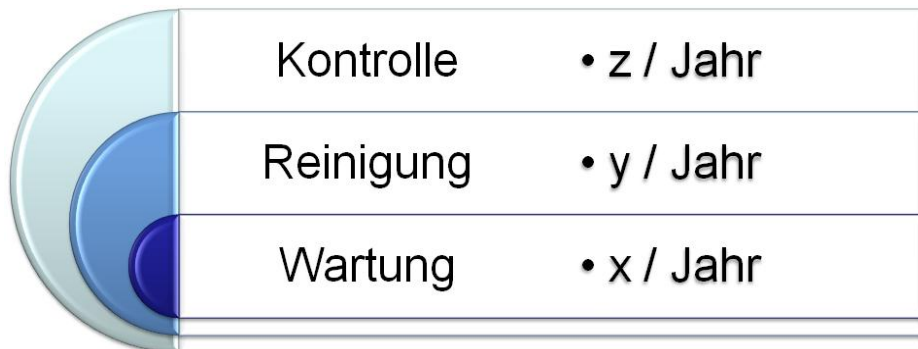 Kontrolle • z / Jahr
Reinigung • y / Jahr
Wartung • x / Jahr